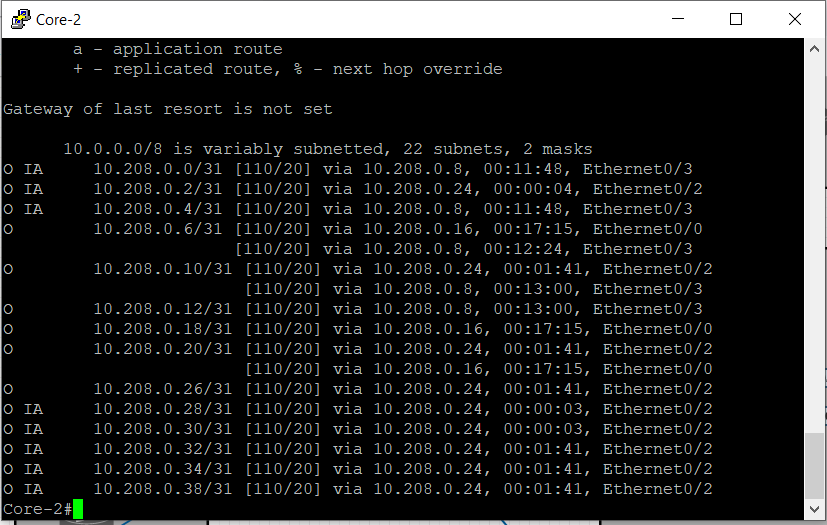 Core-2
a - application route
+ - replicated route, % - next hop override
Gateway of last resort is not set
10.0.0.0/8 is variably subnetted, 22 subnets, 2 masks
O IA     10.208.0.0/31 [110/20] via 10.208.0.8, 00:11:48, Ethernet0/3
O IA     10.208.0.2/31 [110/20] via 10.208.0.24, 00:00:04, Ethernet0/2
O IA     10.208.0.4/31 [110/20] via 10.208.0.8, 00:11:48, Ethernet0/3
O        10.208.0.6/31 [110/20] via 10.208.0.16, 00:17:15, Ethernet0/0
[110/20] via 10.208.0.8, 00:12:24, Ethernet0/3
O        10.208.0.10/31 [110/20] via 10.208.0.24, 00:01:41, Ethernet0/2
[110/20] via 10.208.0.8, 00:13:00, Ethernet0/3
O        10.208.0.12/31 [110/20] via 10.208.0.8, 00:13:00, Ethernet0/3
O        10.208.0.18/31 [110/20] via 10.208.0.16, 00:17:15, Ethernet0/0
O        10.208.0.20/31 [110/20] via 10.208.0.24, 00:01:41, Ethernet0/2
[110/20] via 10.208.0.16, 00:17:15, Ethernet0/0
O        10.208.0.26/31 [110/20] via 10.208.0.24, 00:01:41, Ethernet0/2
O IA     10.208.0.28/31 [110/20] via 10.208.0.24, 00:00:03, Ethernet0/2
O IA     10.208.0.30/31 [110/20] via 10.208.0.24, 00:00:03, Ethernet0/2
O IA     10.208.0.32/31 [110/20] via 10.208.0.24, 00:01:41, Ethernet0/2
O IA     10.208.0.34/31 [110/20] via 10.208.0.24, 00:01:41, Ethernet0/2
O IA     10.208.0.38/31 [110/20] via 10.208.0.24, 00:01:41, Ethernet0/2
Core-2#